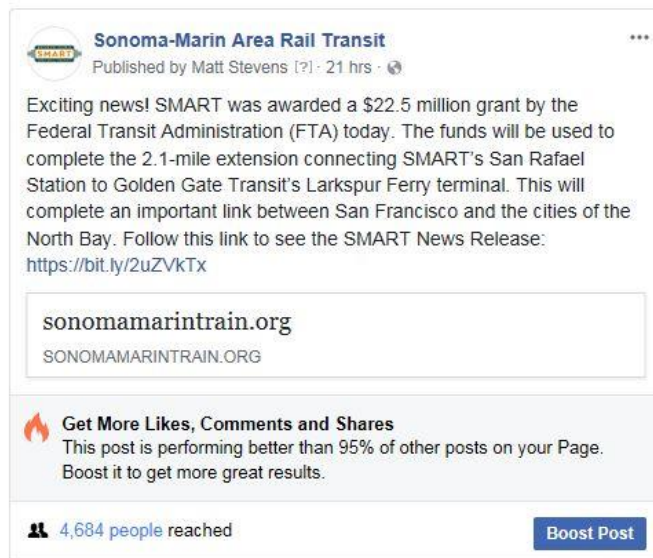 SMART
Sonoma-Marin Area Rail Transit
Published by Matt Stevens [?] · 21 hrs ·
Exciting news! SMART was awarded a $22.5 million grant by the
Federal Transit Administration (FTA) today. The funds will be used to
complete the 2.1-mile extension connecting SMART's San Rafael
Station to Golden Gate Transit's Larkspur Ferry terminal. This will
complete an important link between San Francisco and the cities of the
North Bay. Follow this link to see the SMART News Release:
https://bit.ly/2uZVkTx
sonomamarintrain.org
SONOMAMARINTRAIN.ORG
Get More Likes, Comments and Shares
This post is performing better than 95% of other posts on your Page.
Boost it to get more great results.
4,684 people reached
Boost Post